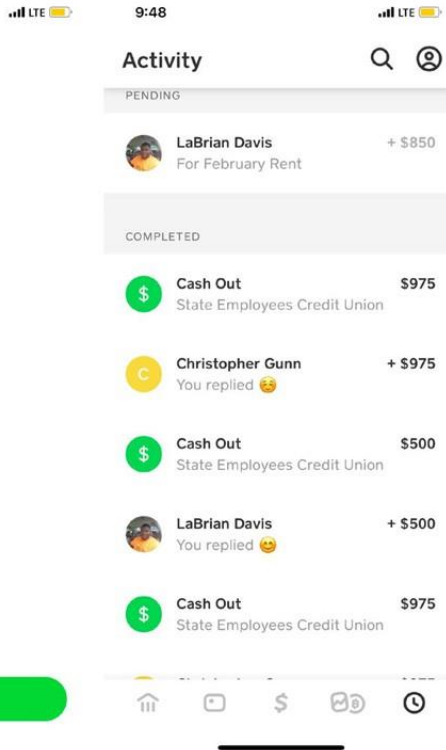 LTE
9:48
LTE
Activity
PENDING
LaBrian Davis
+ $850
For February Rent
COMPLETED
$
Cash Out
$975
State Employees Credit Union
C
Christopher Gunn
+ $975
You replied ☺️
$
Cash Out
$500
State Employees Credit Union
LaBrian Davis
+ $500
You replied 😊
$
Cash Out
$975
State Employees Credit Union
$